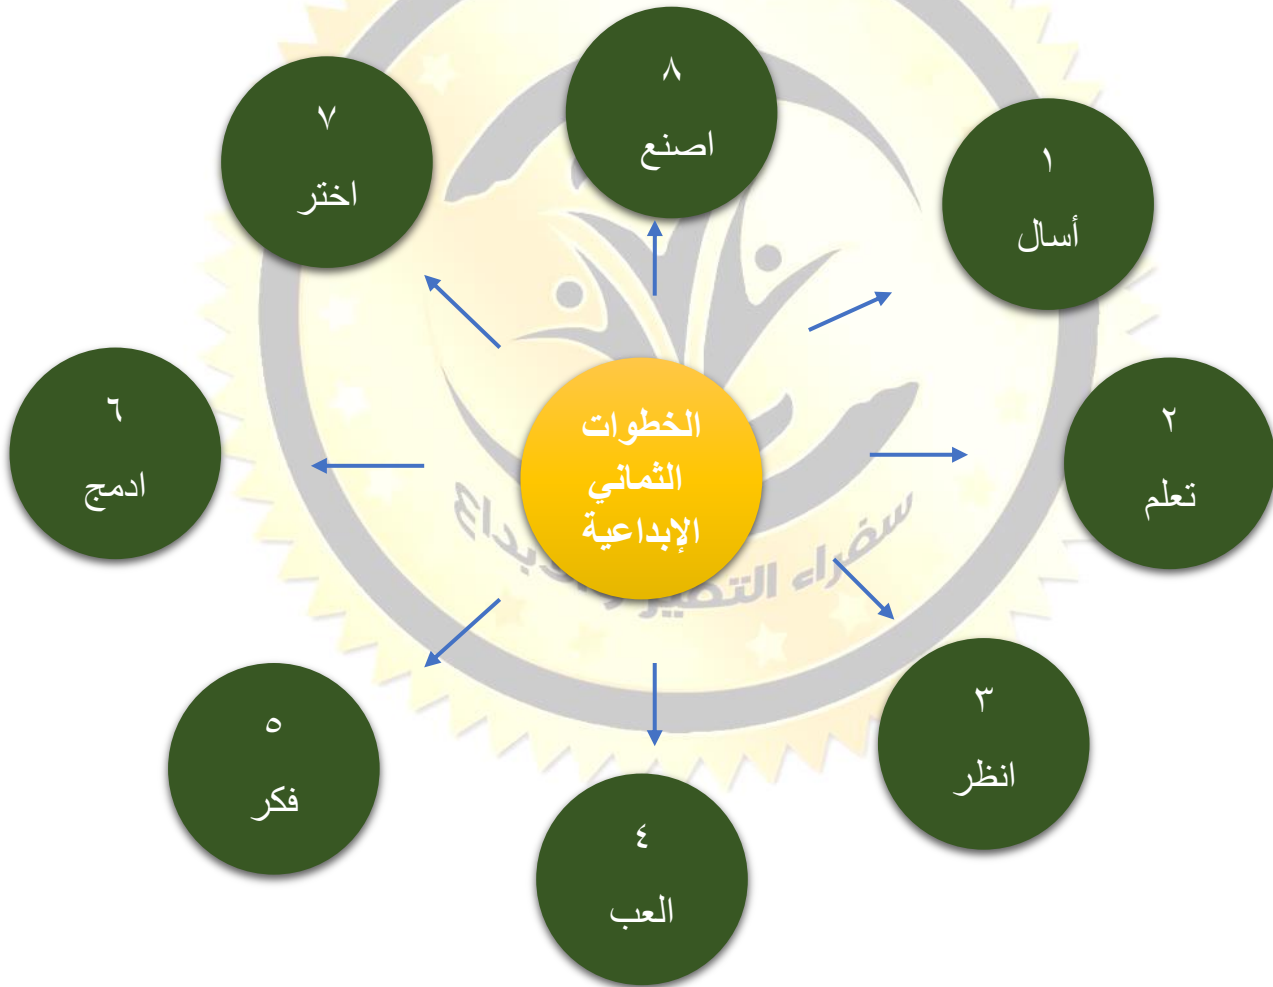 الخطوات
الثماني
الإبداعية
١
أسال
٢
تعلم
٣
انظر
٤
العب
٥
فكر
٦
ادمج
٧
اختر
٨
اصنع
سفراء